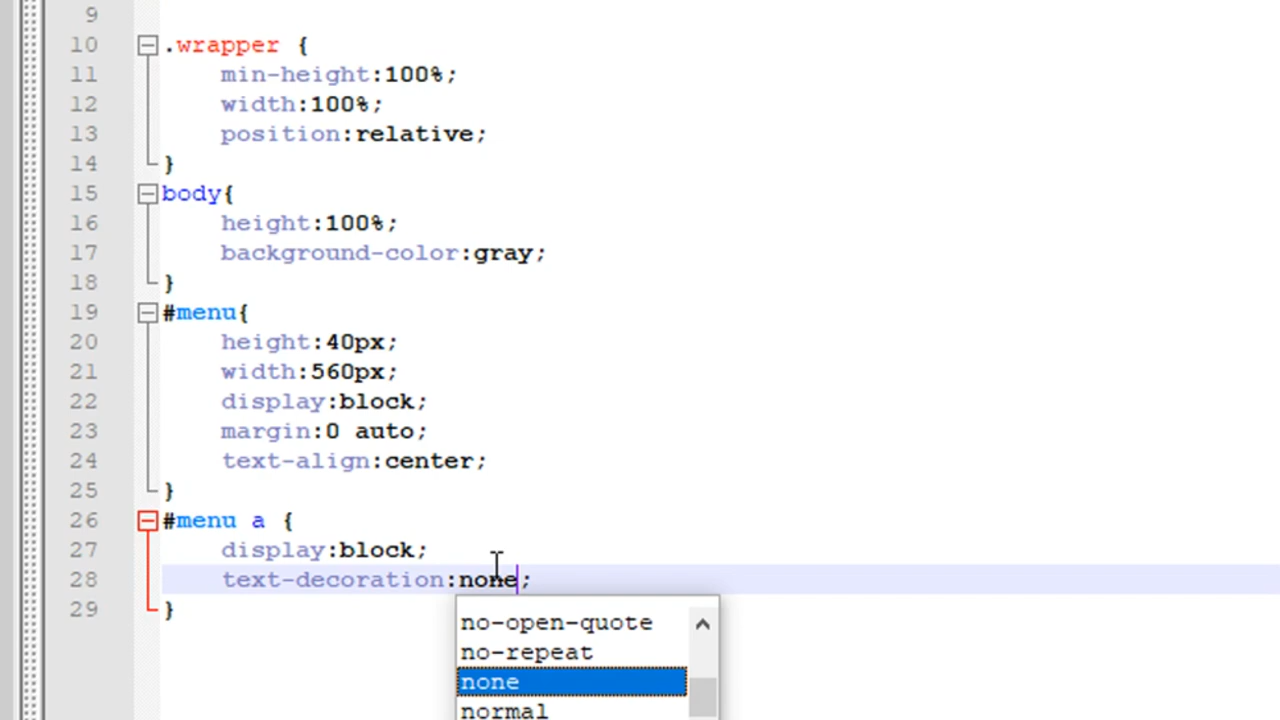 9
10 .wrapper {
11 min-height:100%;
12 width:100%;
13 position:relative;
14 }
15 body{
16 height:100%;
17 background-color:gray;
18 }
19 #menu{
20 height:40px;
21 width:560px;
22 display:block;
23 margin:0 auto;
24 text-align:center;
25 }
26 #menu a {
27 display:block;
28 text-decoration:none;
29 }
no-open-quote
no-repeat
none
normal